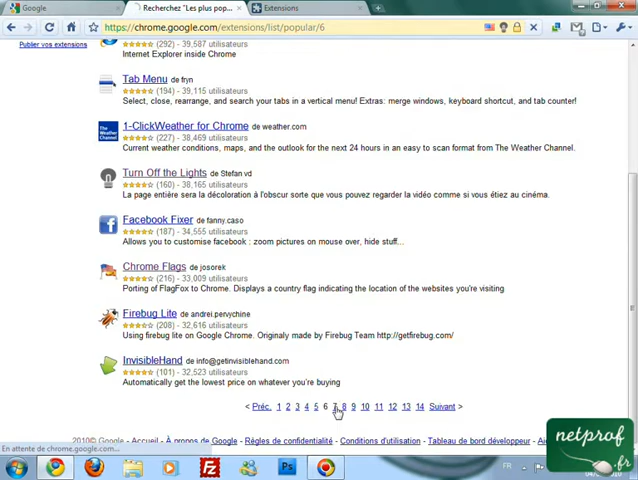 Google
Recherchez "Les plus pop...
Extensions
https://chrome.google.com/extensions/list/popular/6
Publiez vos extensions
(292) - 39,587 utilisateurs
Internet Explorer inside Chrome
Tab Menu de fryn
(194) - 39,115 utilisateurs
Select, close, rearrange, and search your tabs in a vertical menu! Extras: merge windows, keyboard shortcut, and tab counter!
The Weather Channel
1-ClickWeather for Chrome de weather.com
(227) - 38,469 utilisateurs
Current weather conditions, maps, and the outlook for the next 24 hours in an easy to scan format from The Weather Channel.
Turn Off the Lights de Stefan vd
(160) - 38,165 utilisateurs
La page entière sera la décoloration à l'obscur sorte que vous pouvez regarder la vidéo comme si vous étiez au cinéma.
Facebook Fixer de fanny.caso
(187) - 34,555 utilisateurs
Allows you to customise facebook : zoom pictures on mouse over, hide stuff...
Chrome Flags de josorek
(216) - 33,009 utilisateurs
Porting of FlagFox to Chrome. Displays a country flag indicating the location of the websites you're visiting
Firebug Lite de andrei.pervychine
(208) - 32,616 utilisateurs
Using firebug lite on Google Chrome. Originaly made by Firebug Team http://getfirebug.com/
InvisibleHand de info@getinvisiblehand.com
(101) - 32,523 utilisateurs
Automatically get the lowest price on whatever you're buying
< Préc. 1 2 3 4 5 6 7 8 9 10 11 12 13 14 Suivant >
2010© Google - Accueil - À propos de Google - Règles de confidentialité - Conditions d'utilisation - Tableau de bord développeur -
En attente de chrome.google.com
netprof
.fr
Ps
FR